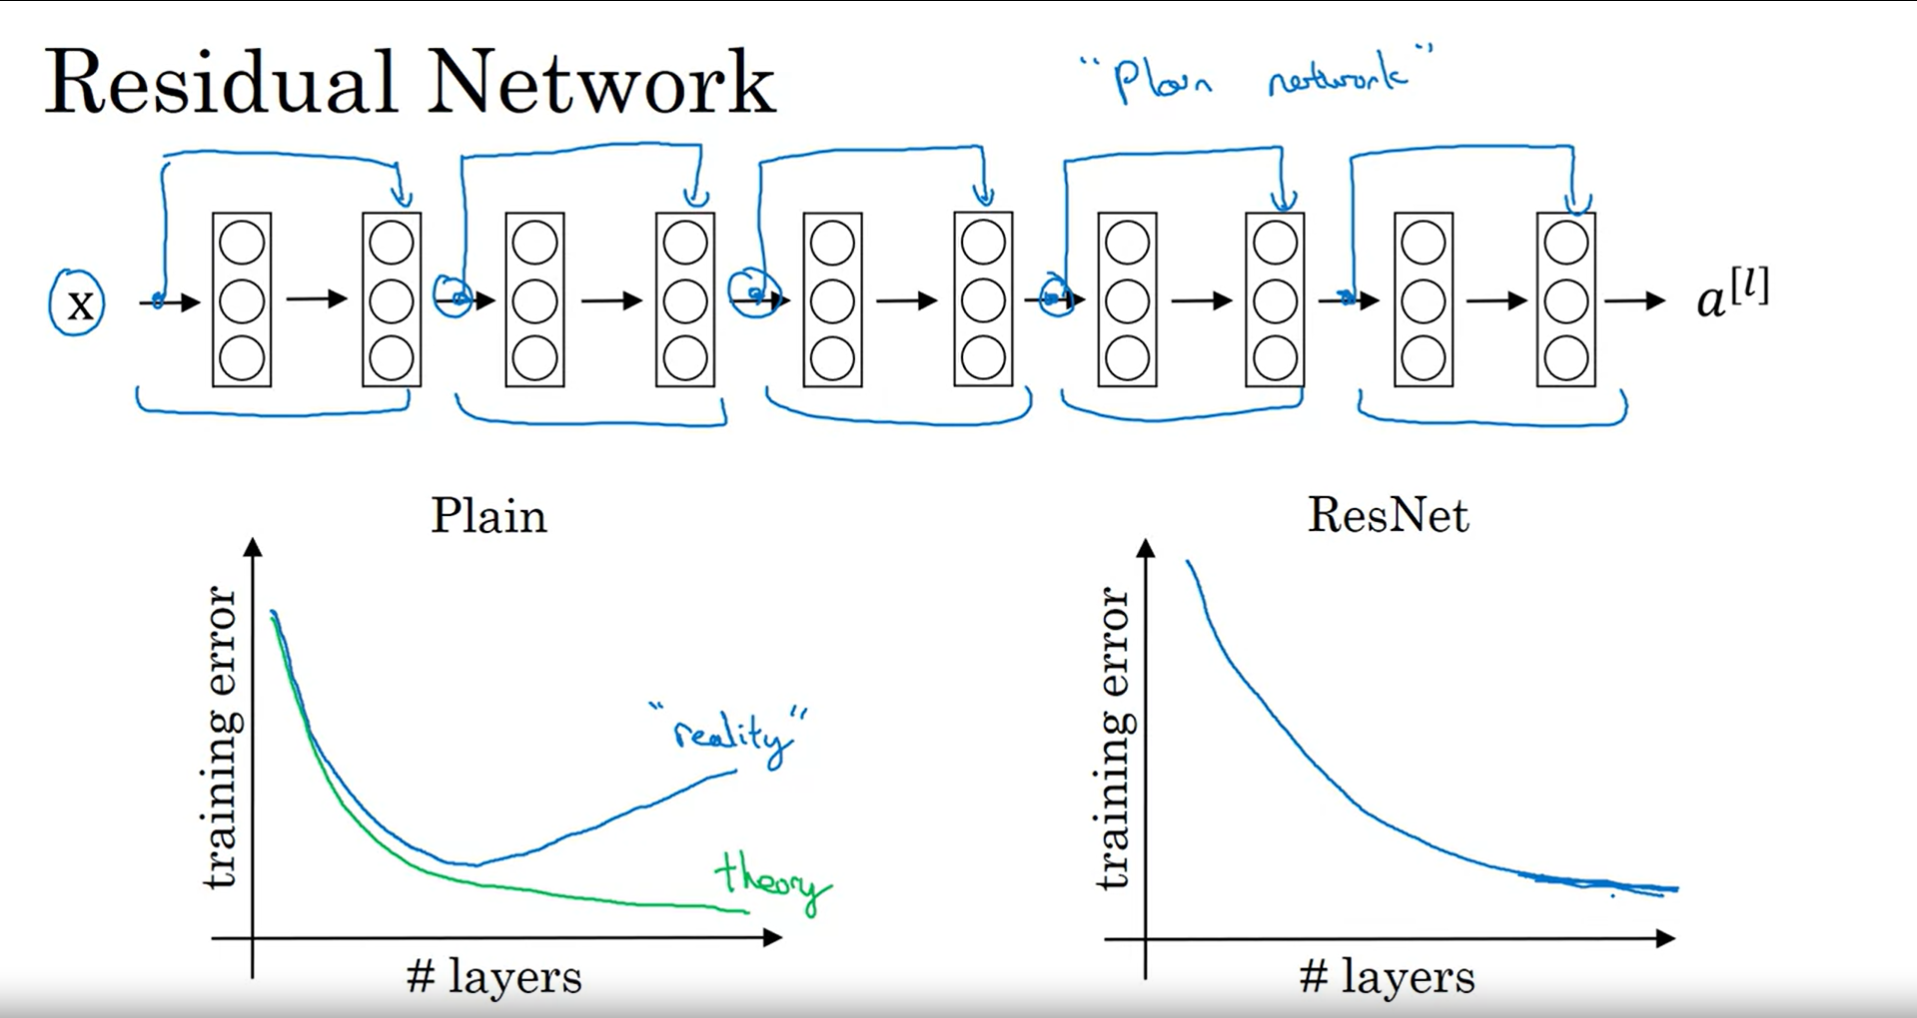 Residual Network
"Plain network"
x
a[l]
Plain
ResNet
training error
"reality"
theory
# layers
training error
# layers